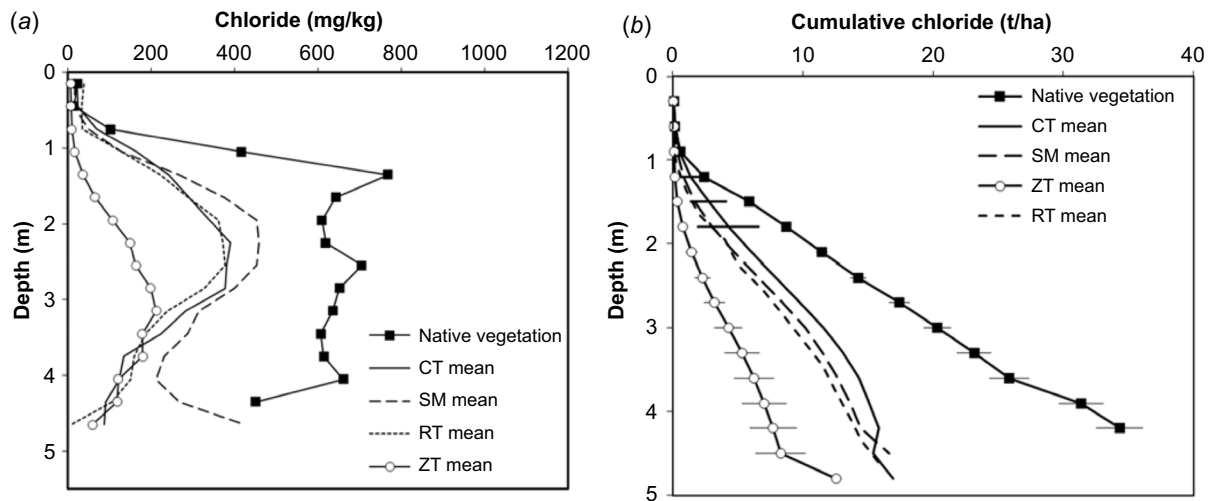 (a)
Chloride (mg/kg)
0 200 400 600 800 1000 1200
Depth (m)
0
1
2
3
4
5
Native vegetation
CT mean
SM mean
RT mean
ZT mean
(b)
Cumulative chloride (t/ha)
0 10 20 30 40
Depth (m)
0
1
2
3
4
5
Native vegetation
CT mean
SM mean
ZT mean
RT mean